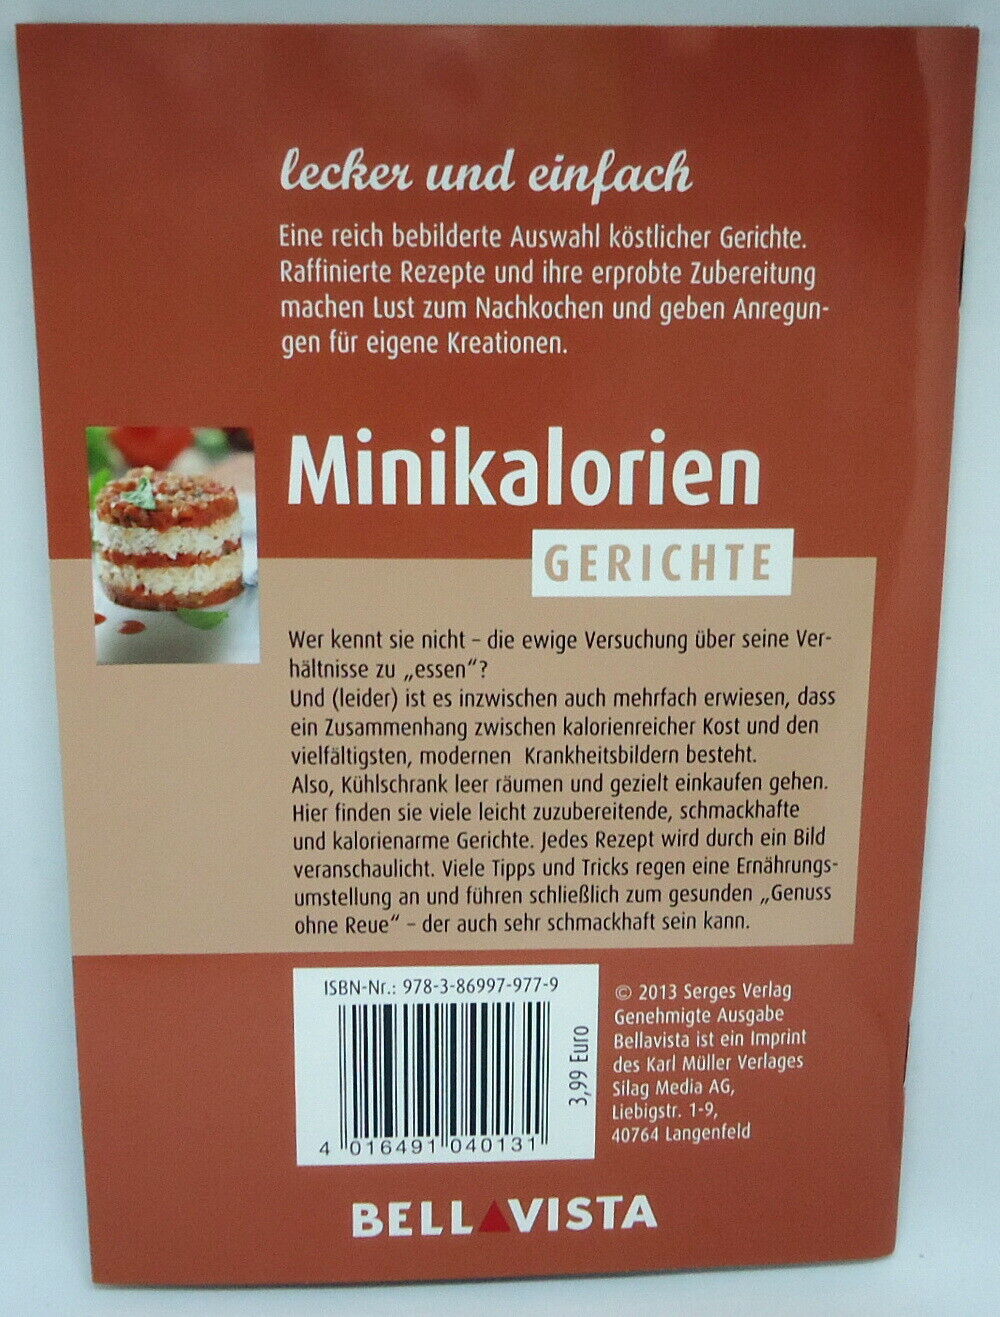 lecker und einfach
Eine reich bebilderte Auswahl köstlicher Gerichte.
Raffinierte Rezepte und ihre erprobte Zubereitung
machen Lust zum Nachkochen und geben Anregun-
gen für eigene Kreationen.
Minikalorien
GERICHTE
Wer kennt sie nicht – die ewige Versuchung über seine Ver-
hältnisse zu „essen“?
Und (leider) ist es inzwischen auch mehrfach erwiesen, dass
ein Zusammenhang zwischen kalorienreicher Kost und den
vielfältigsten, modernen  Krankheitsbildern besteht.
Also, Kühlschrank leer räumen und gezielt einkaufen gehen.
Hier finden sie viele leicht zuzubereitende, schmackhafte
und kalorienarme Gerichte. Jedes Rezept wird durch ein Bild
veranschaulicht. Viele Tipps und Tricks regen eine Ernährungs-
umstellung an und führen schließlich zum gesunden „Genuss
ohne Reue“ – der auch sehr schmackhaft sein kann.
ISBN-Nr.: 978-3-86997-977-9
3,99 Euro
4 016491 040131
© 2013 Serges Verlag
Genehmigte Ausgabe
Bellavista ist ein Imprint
des Karl Müller Verlages
Silag Media AG,
Liebigstr. 1-9,
40764 Langenfeld
BELLAVISTA